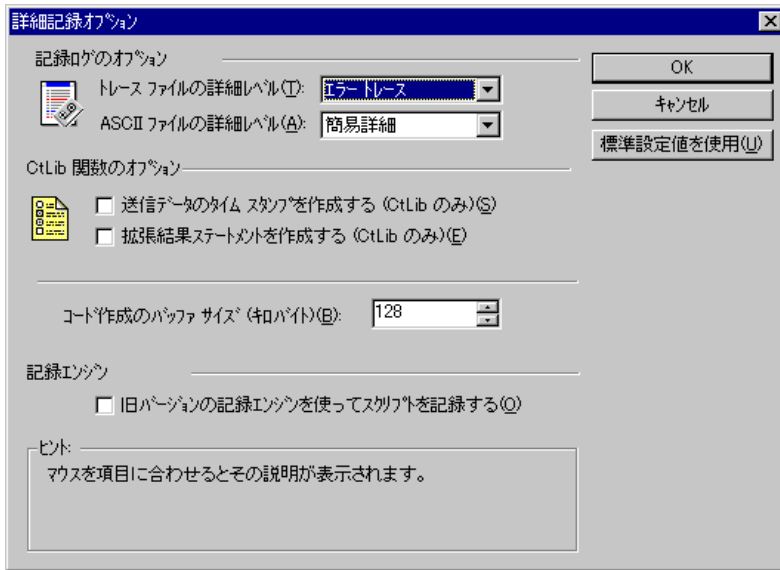 詳細記録ｵﾌﾟｼｮﾝ
記録ﾛｸﾞのｵﾌﾟｼｮﾝ
ﾄﾚｰｽ ﾌｧｲﾙの詳細ﾚﾍﾞﾙ(T):
ｴﾗｰ ﾄﾚｰｽ
ASCII ﾌｧｲﾙの詳細ﾚﾍﾞﾙ(A):
簡易詳細
OK
ｷｬﾝｾﾙ
標準設定値を使用(U)
CtLib 関数のｵﾌﾟｼｮﾝ
送信ﾃﾞｰﾀのﾀｲﾑ ｽﾀﾝﾌﾟを作成する (CtLib のみ)(S)
拡張結果ｽﾃｰﾄﾒﾝﾄを作成する (CtLib のみ)(E)
ｺｰﾄﾞ作成のﾊﾞｯﾌｧ ｻｲｽﾞ (ｷﾛﾊﾞｲﾄ)(B):
128
記録ｴﾝｼﾞﾝ
旧ﾊﾞｰｼﾞｮﾝの記録ｴﾝｼﾞﾝを使ってｽｸﾘﾌﾟﾄを記録する(O)
ﾋﾝﾄ:
ﾏｳｽを項目に合わせるとその説明が表示されます。